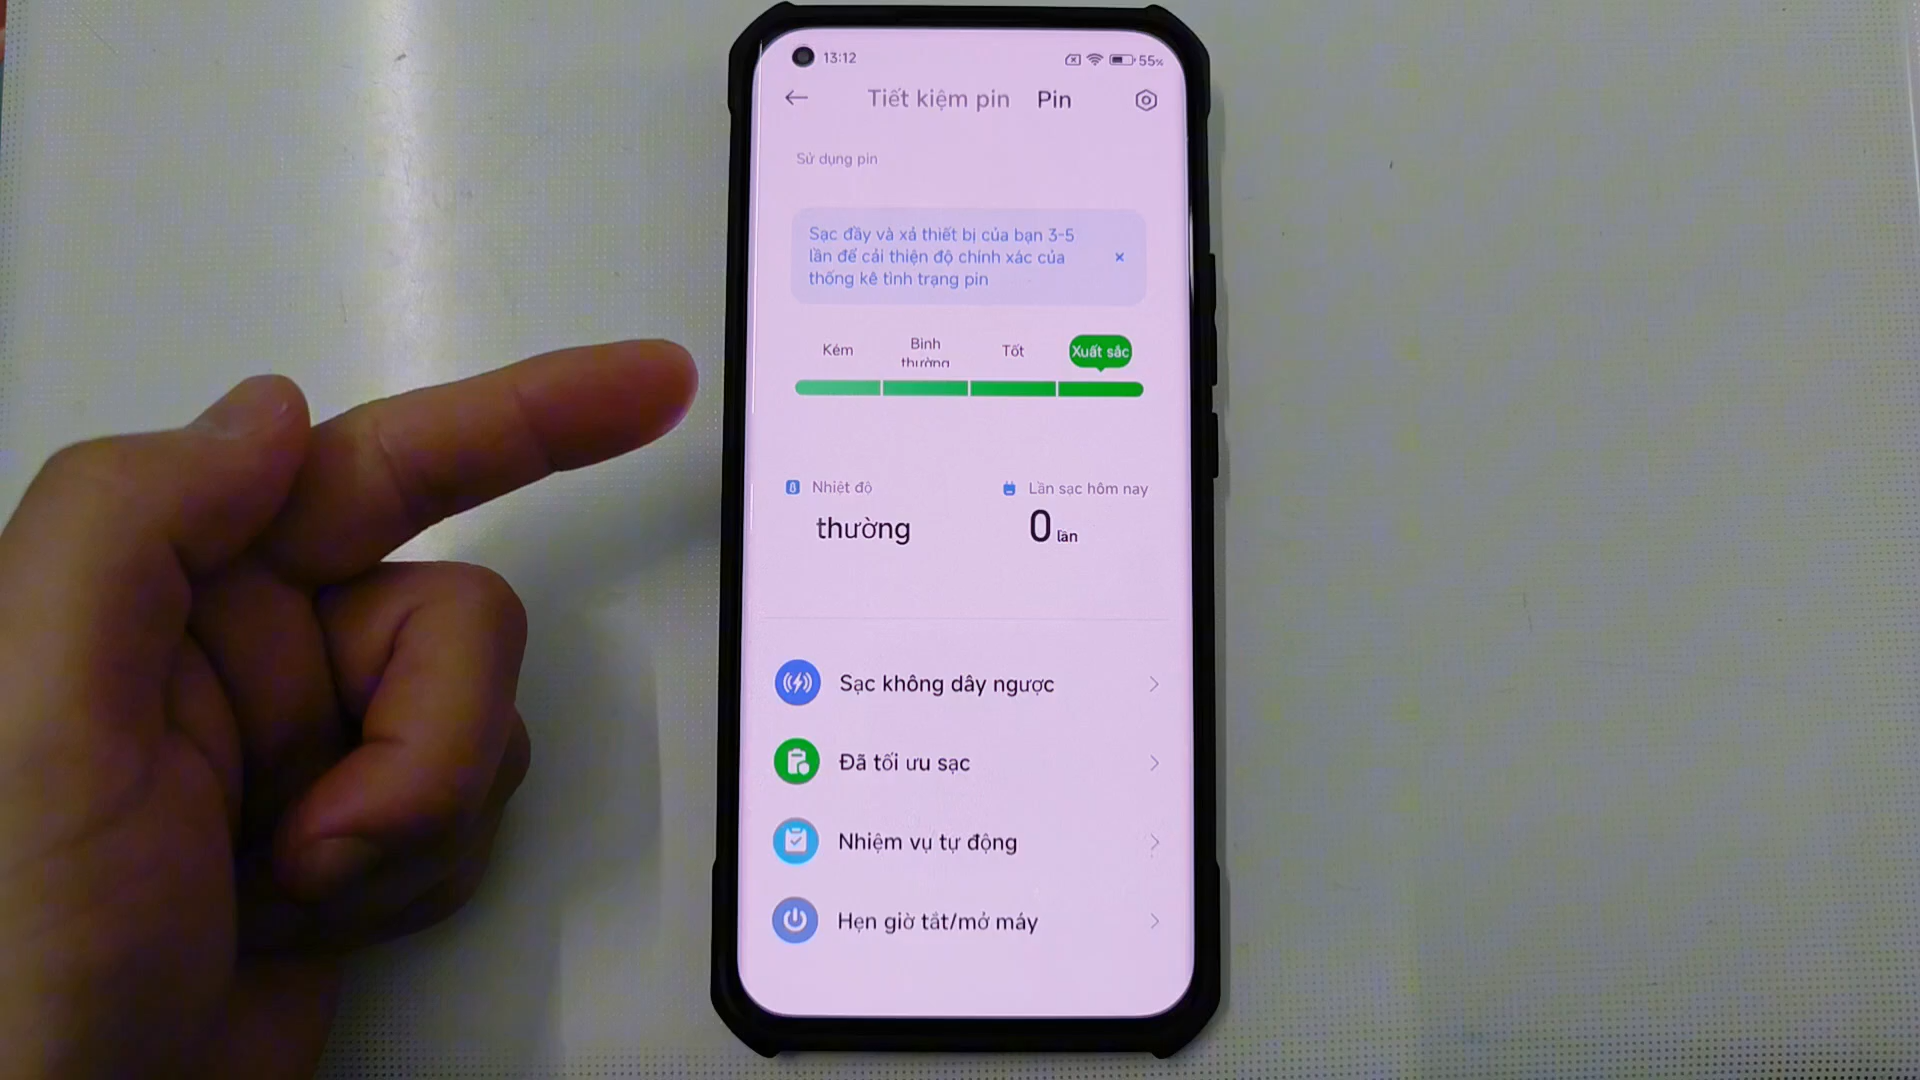 13:12
55%
Tiết kiệm pin Pin
Sử dụng pin
Sạc đầy và xả thiết bị của bạn 3-5
lần để cải thiện độ chính xác của
thống kê tình trạng pin
Kém
Bình
thường
Tốt
Xuất sắc
Nhiệt độ
thường
Lần sạc hôm nay
0 lần
Sạc không dây ngược
Đã tối ưu sạc
Nhiệm vụ tự động
Hẹn giờ tắt/mở máy